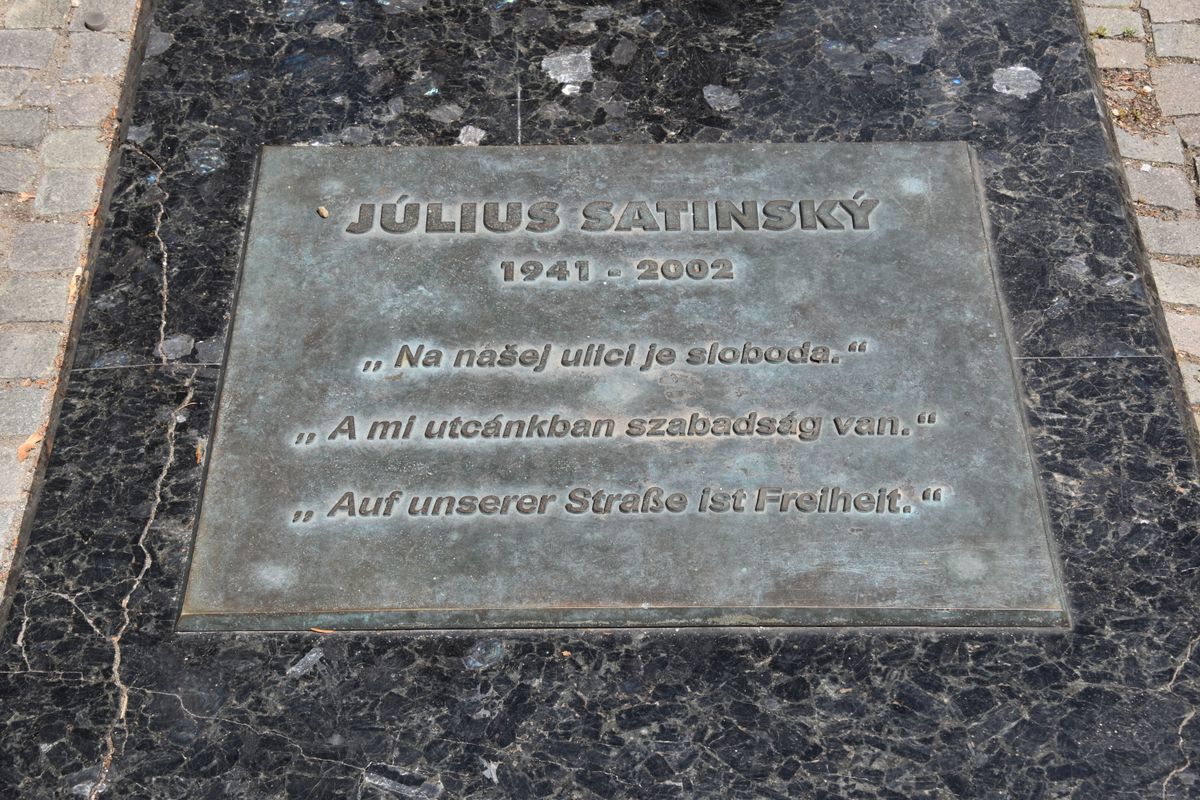 JÚLIUS SATINSKÝ
1941 - 2002
„ Na našej ulici je sloboda. “
„ A mi utcánkban szabadság van. “
„ Auf unserer Straße ist Freiheit. “